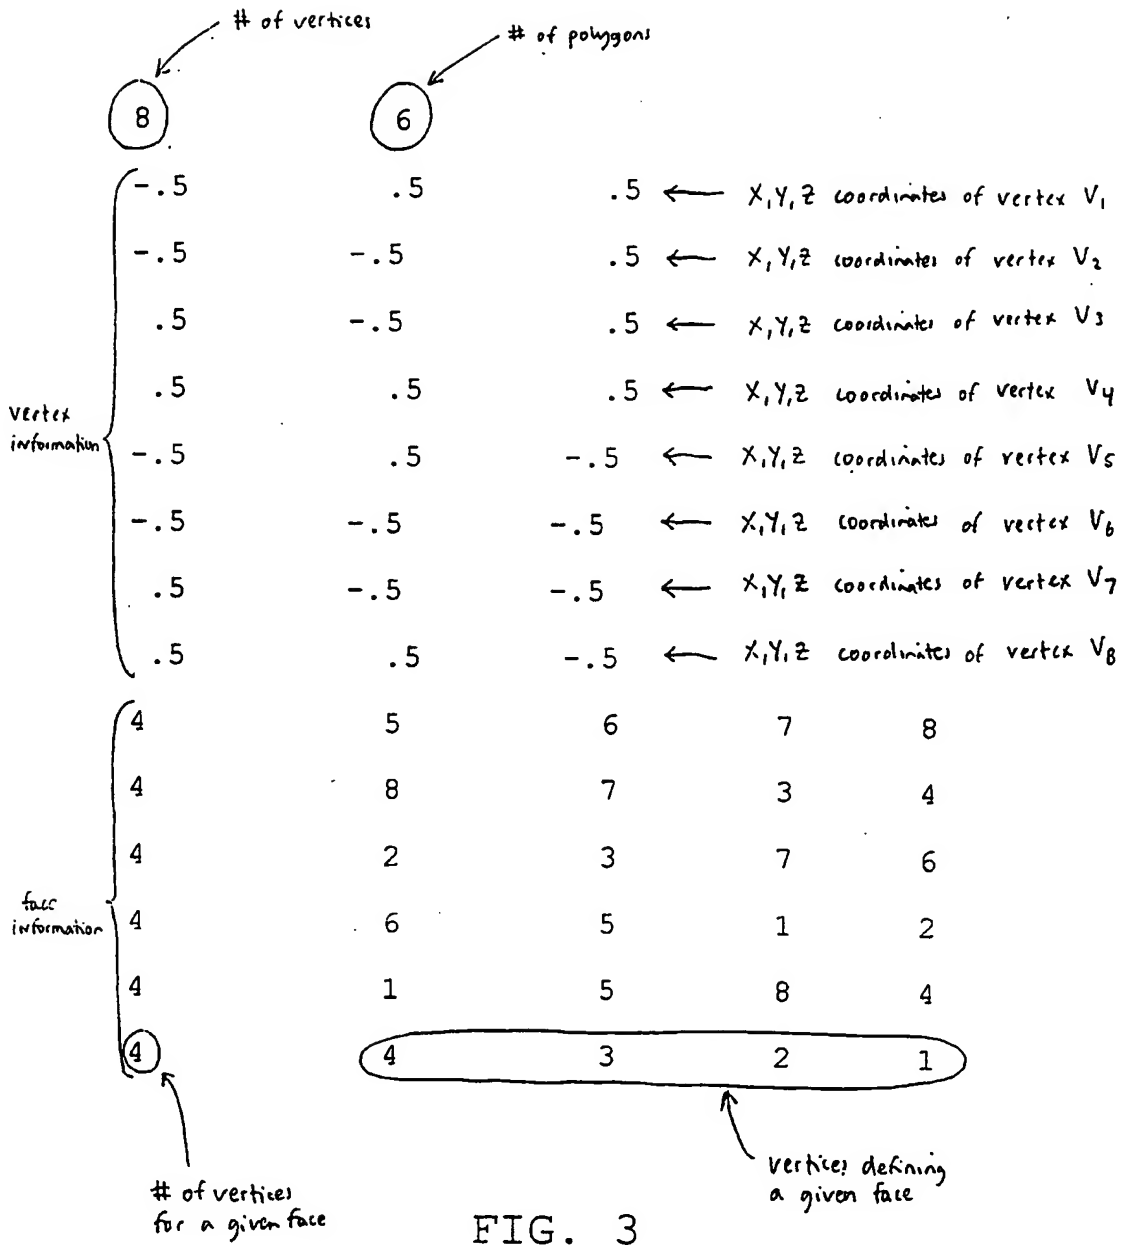 # of vertices
# of polygons
8 6
-.5 .5 .5 ← X,Y,Z coordinates of vertex V1
-.5 -.5 .5 ← X,Y,Z coordinates of vertex V2
.5 -.5 .5 ← X,Y,Z coordinates of vertex V3
.5 .5 .5 ← X,Y,Z coordinates of vertex V4
vertex
information
-.5 .5 -.5 ← X,Y,Z coordinates of vertex V5
-.5 -.5 -.5 ← X,Y,Z coordinates of vertex V6
.5 -.5 -.5 ← X,Y,Z coordinates of vertex V7
.5 .5 -.5 ← X,Y,Z coordinates of vertex V8
4 5 6 7 8
4 8 7 3 4
4 2 3 7 6
face
information
4 6 5 1 2
4 1 5 8 4
4 4 3 2 1
# of vertices
for a given face
vertices defining
a given face
FIG. 3